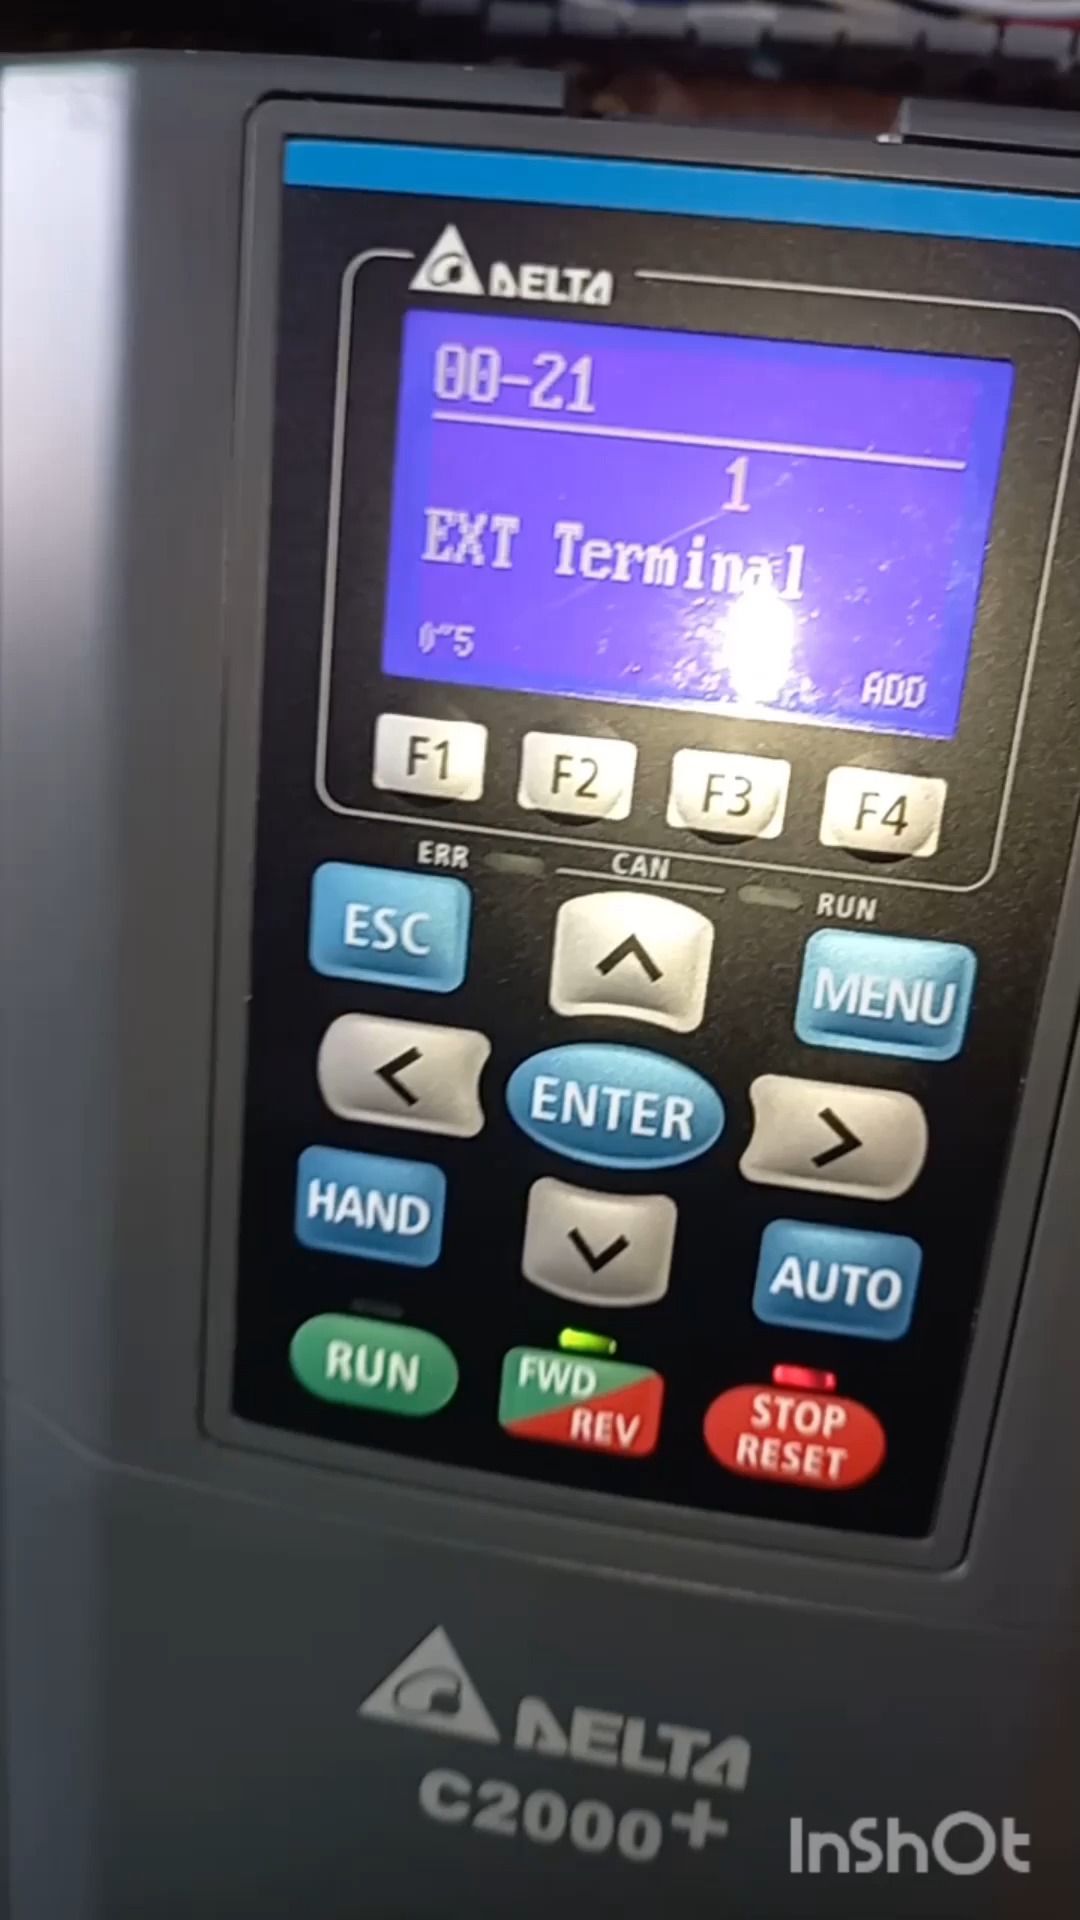 DELTA
00-21
1
EXT Terminal
0~5
ADD
F1 F2 F3 F4
ERR CAN RUN
ESC
MENU
ENTER
HAND
AUTO
RUN
FWD
REV
STOP
RESET
DELTA
C2000+
InShOt